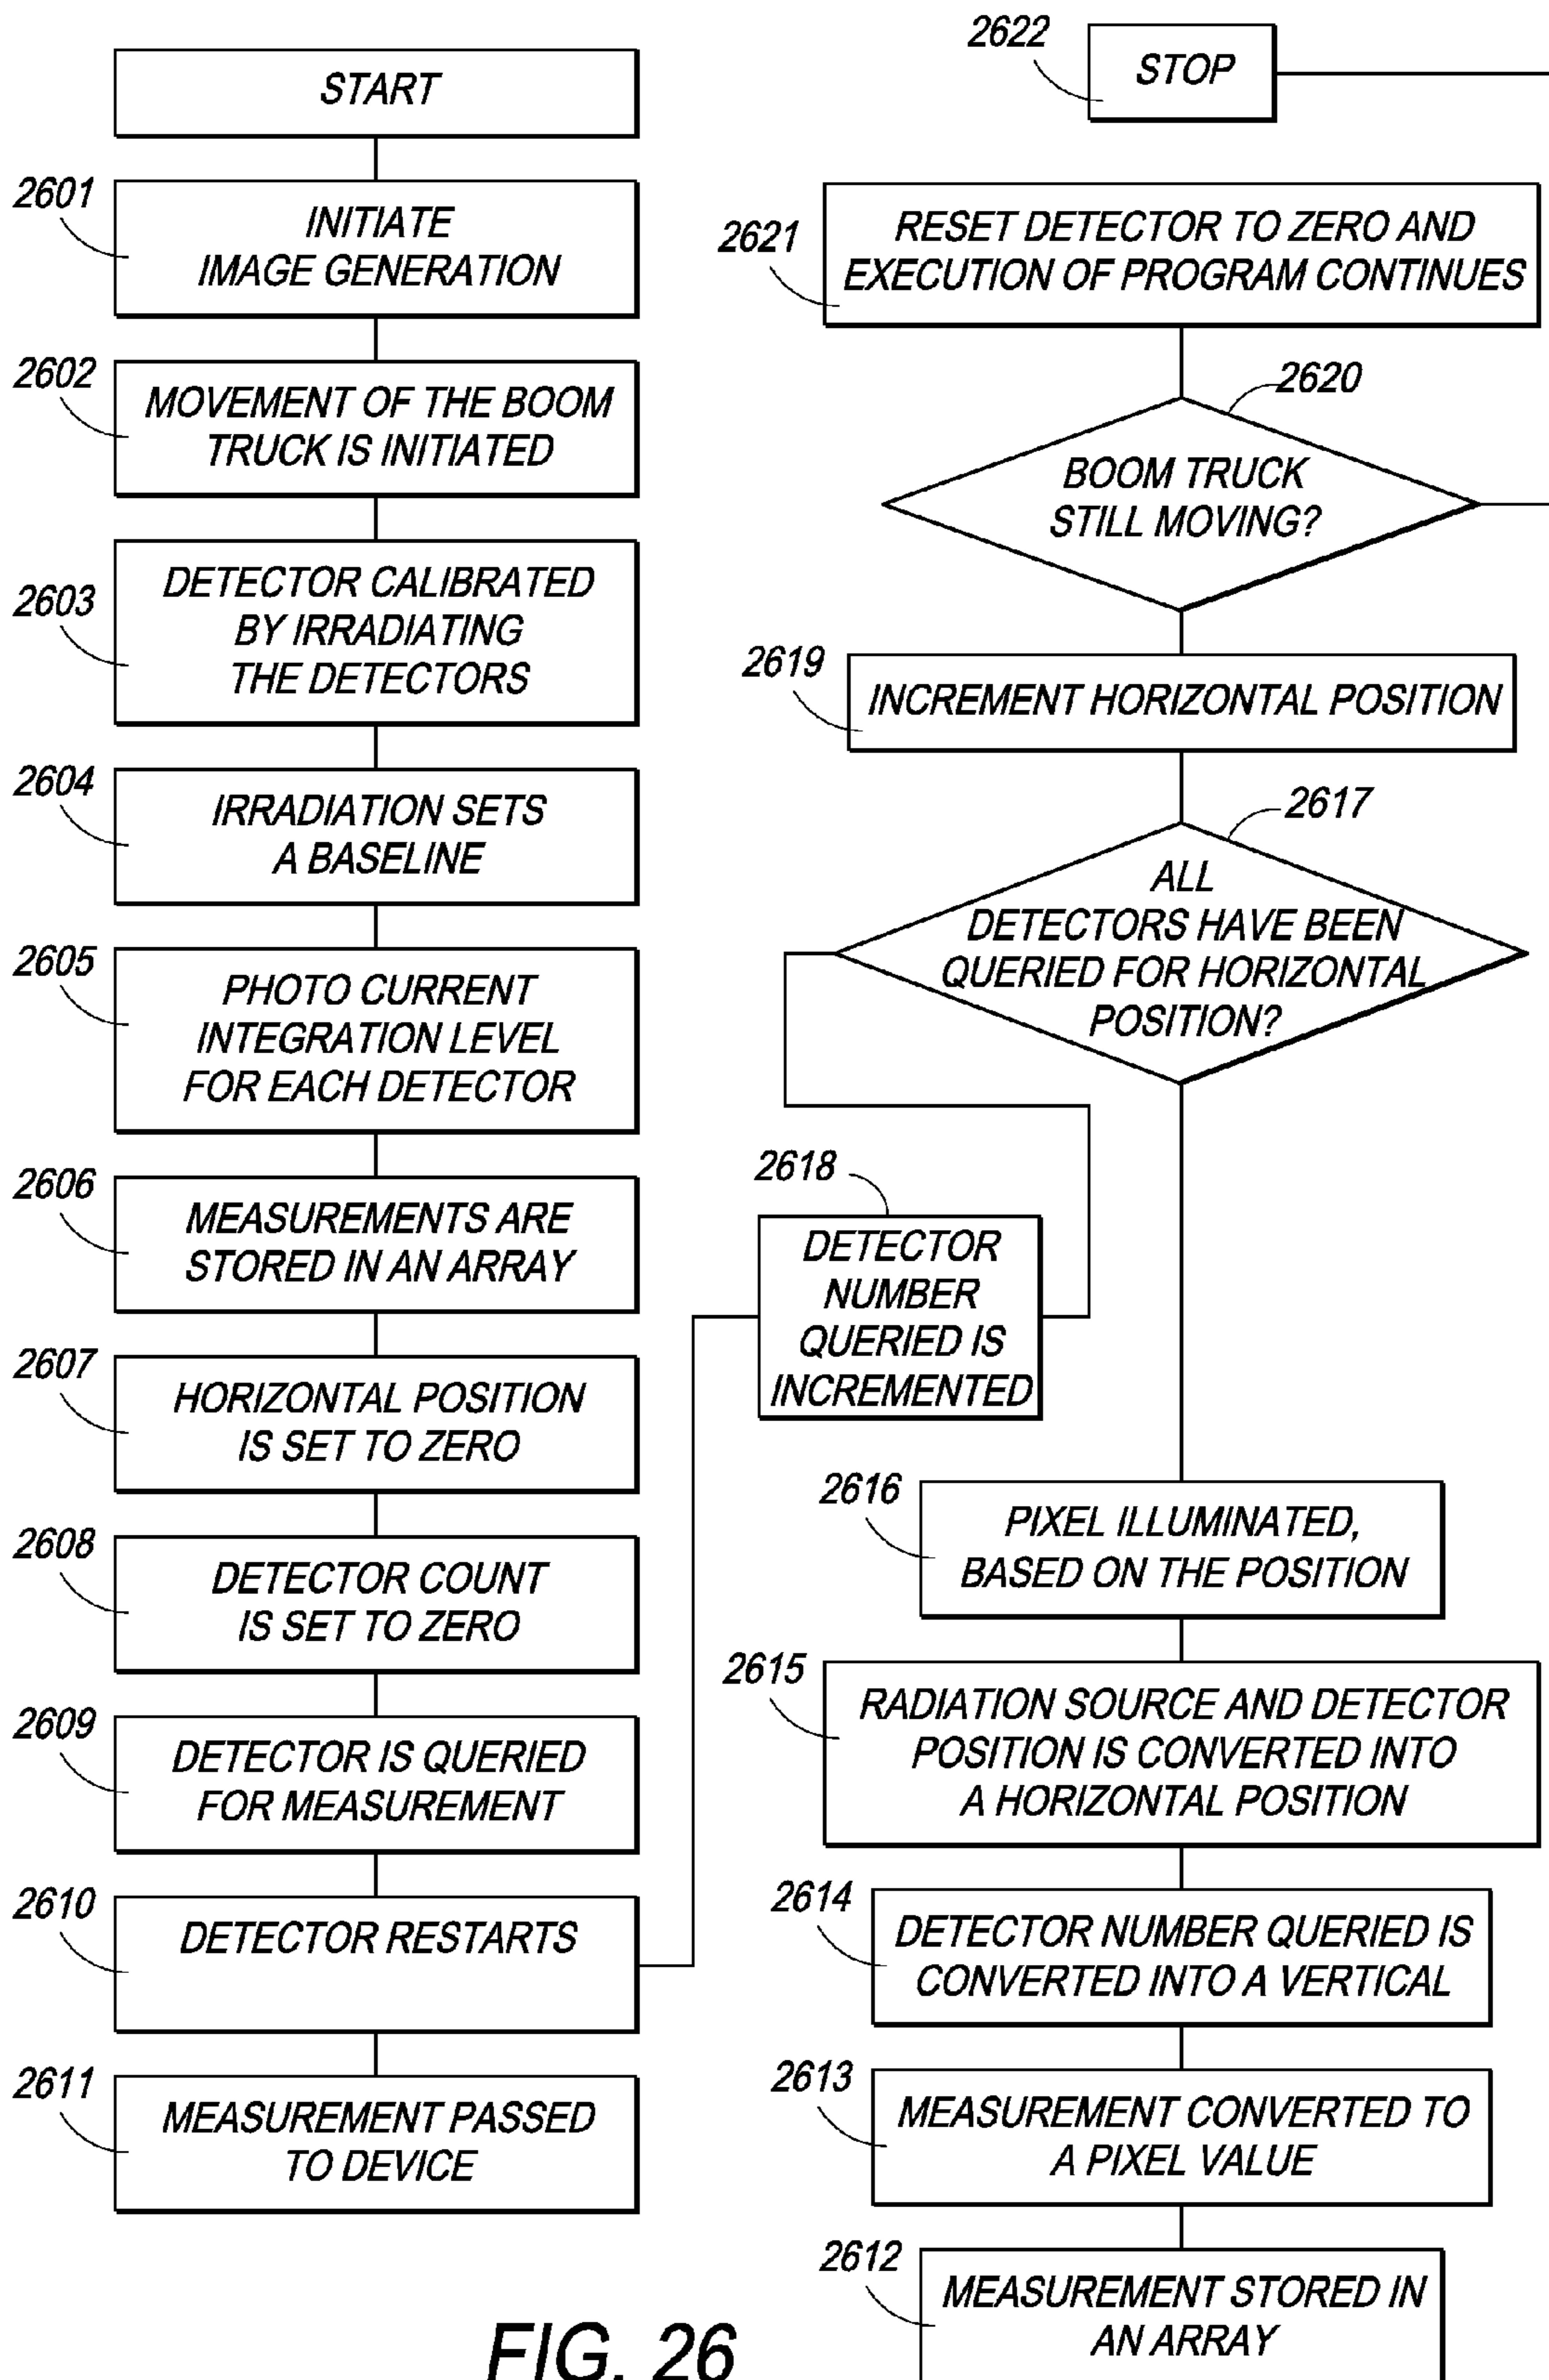 START
2601
INITIATE
IMAGE GENERATION
2602
MOVEMENT OF THE BOOM
TRUCK IS INITIATED
2603
DETECTOR CALIBRATED
BY IRRADIATING
THE DETECTORS
2604
IRRADIATION SETS
A BASELINE
2605
PHOTO CURRENT
INTEGRATION LEVEL
FOR EACH DETECTOR
2606
MEASUREMENTS ARE
STORED IN AN ARRAY
2607
HORIZONTAL POSITION
IS SET TO ZERO
2608
DETECTOR COUNT
IS SET TO ZERO
2609
DETECTOR IS QUERIED
FOR MEASUREMENT
2610
DETECTOR RESTARTS
2611
MEASUREMENT PASSED
TO DEVICE
2622
STOP
2621
RESET DETECTOR TO ZERO AND
EXECUTION OF PROGRAM CONTINUES
2620
BOOM TRUCK
STILL MOVING?
2619
INCREMENT HORIZONTAL POSITION
2617
ALL
DETECTORS HAVE BEEN
QUERIED FOR HORIZONTAL
POSITION?
2618
DETECTOR
NUMBER
QUERIED IS
INCREMENTED
2616
PIXEL ILLUMINATED,
BASED ON THE POSITION
2615
RADIATION SOURCE AND DETECTOR
POSITION IS CONVERTED INTO
A HORIZONTAL POSITION
2614
DETECTOR NUMBER QUERIED IS
CONVERTED INTO A VERTICAL
2613
MEASUREMENT CONVERTED TO
A PIXEL VALUE
2612
MEASUREMENT STORED IN
AN ARRAY
FIG. 26